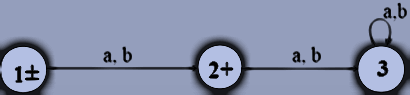 a,b
1± a, b 2+ a, b 3